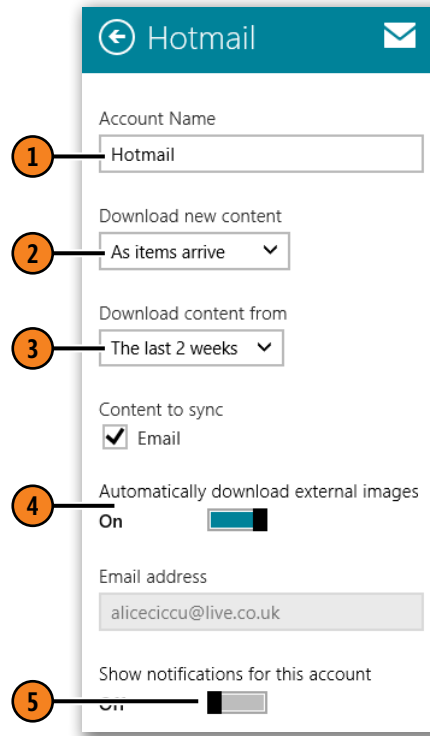 Hotmail
Account Name
1
Hotmail
Download new content
2
As items arrive
Download content from
3
The last 2 weeks
Content to sync
Email
4
Automatically download external images
On
Email address
aliceciccu@live.co.uk
Show notifications for this account
5
Off